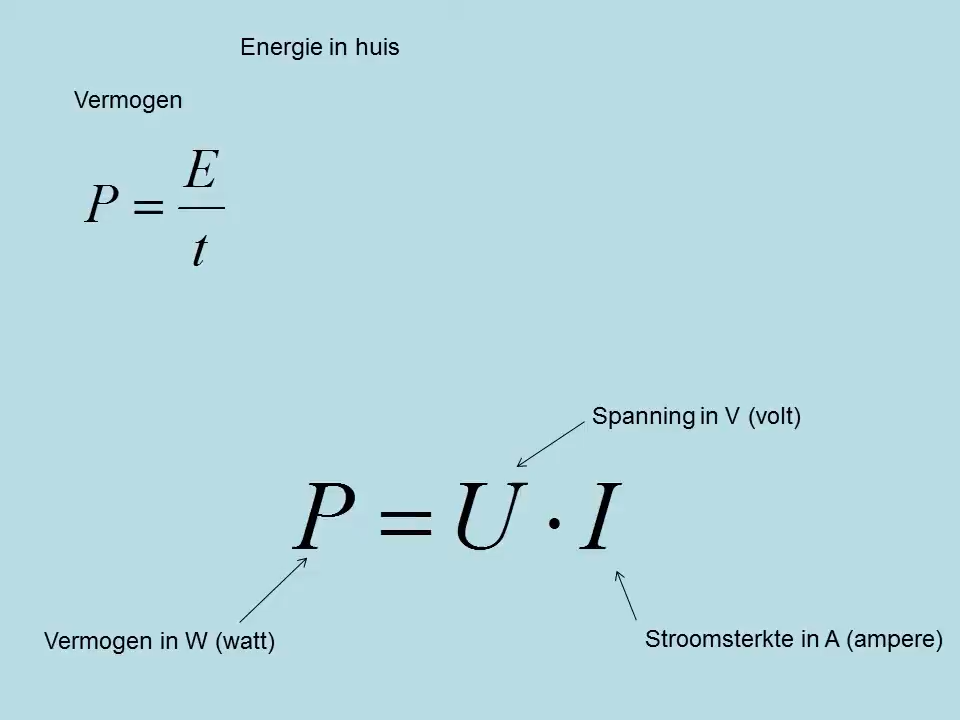 Energie in huis
Vermogen
P = E / t
Spanning in V (volt)
P = U · I
Vermogen in W (watt)
Stroomsterkte in A (ampere)